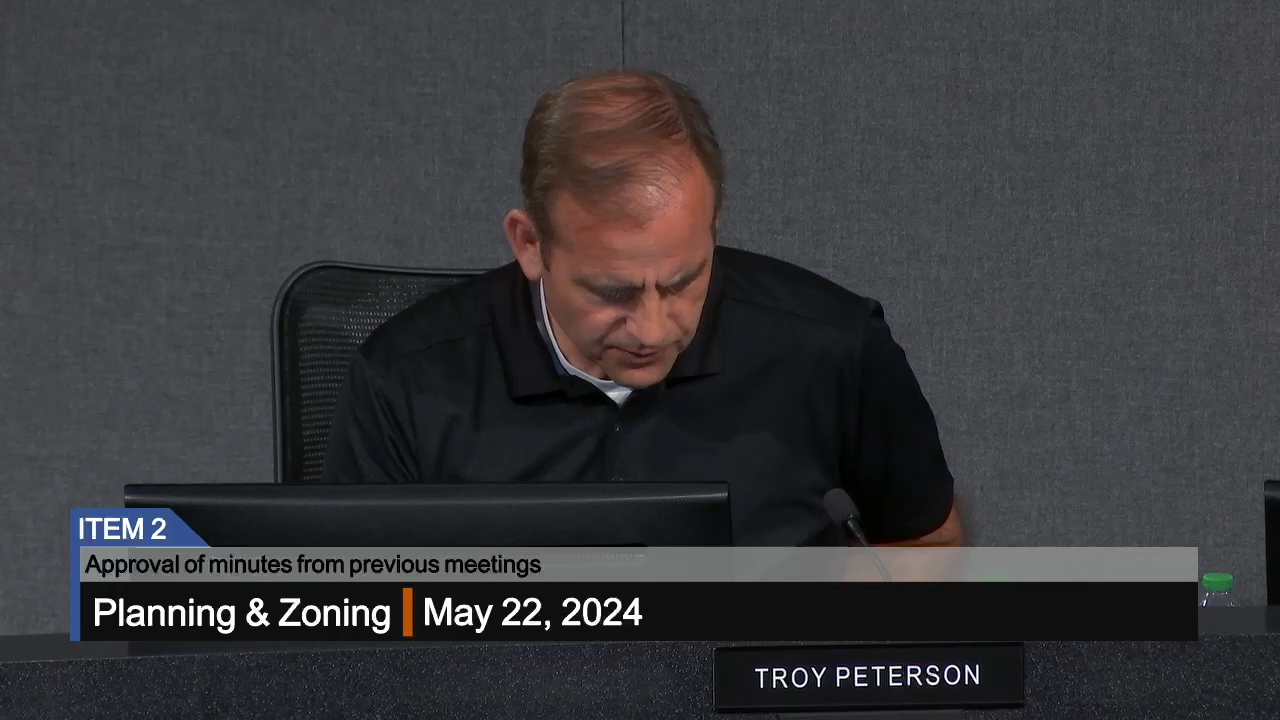 ITEM 2
Approval of minutes from previous meetings
Planning & Zoning May 22, 2024
TROY PETERSON